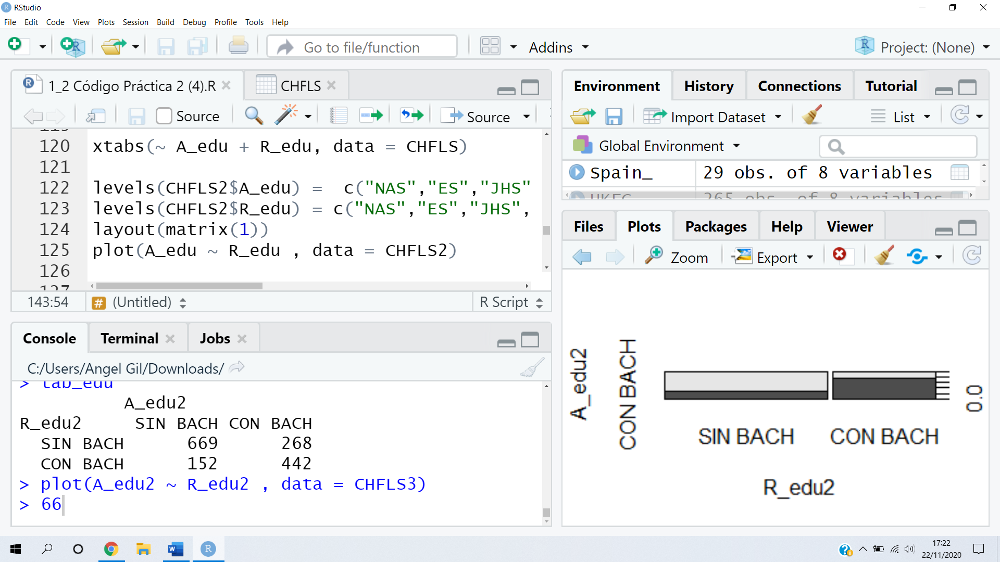 RStudio
File Edit Code View Plots Session Build Debug Profile Tools Help
Go to file/function
Addins
Project: (None)
1_2 Código Práctica 2 (4).R
CHFLS
Source
Source
120 xtabs(~ A_edu + R_edu, data = CHFLS)
121
122 levels(CHFLS2$A_edu) =  c("NAS","ES","JHS"
123 levels(CHFLS2$R_edu) = c("NAS","ES","JHS",
124 layout(matrix(1))
125 plot(A_edu ~ R_edu , data = CHFLS2)
126
127
143:54
# (Untitled)
R Script
Console Terminal Jobs
C:/Users/Angel Gil/Downloads/
> tab_edu
A_edu2
R_edu2 SIN BACH CON BACH
SIN BACH 669 268
CON BACH 152 442
> plot(A_edu2 ~ R_edu2 , data = CHFLS3)
> 66
Environment History Connections Tutorial
Import Dataset
List
Global Environment
Spain_ 29 obs. of 8 variables
265 obs. of 8 variables
Files Plots Packages Help Viewer
Zoom Export
A_edu2
CON BACH
SIN BACH CON BACH
0.0
R_edu2
17:22
22/11/2020